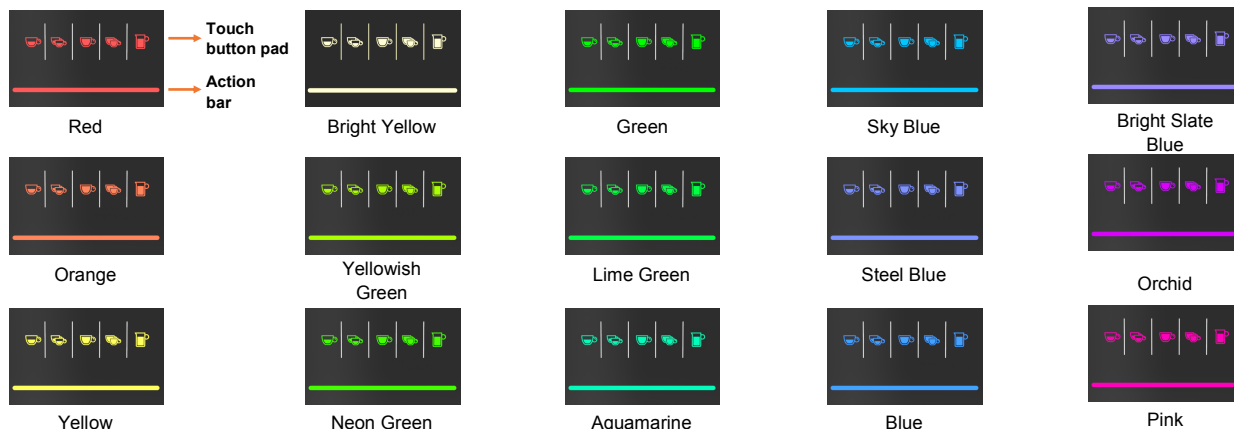 Touch
button pad
Action
bar
Red
Bright Yellow
Green
Sky Blue
Bright Slate
Blue
Orange
Yellowish
Green
Lime Green
Steel Blue
Orchid
Yellow
Neon Green
Aquamarine
Blue
Pink